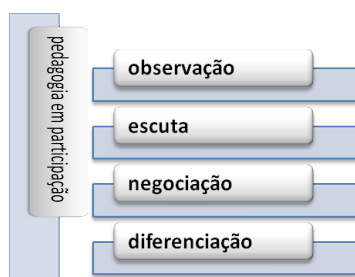 pedagogia em participação
observação
escuta
negociação
diferenciação